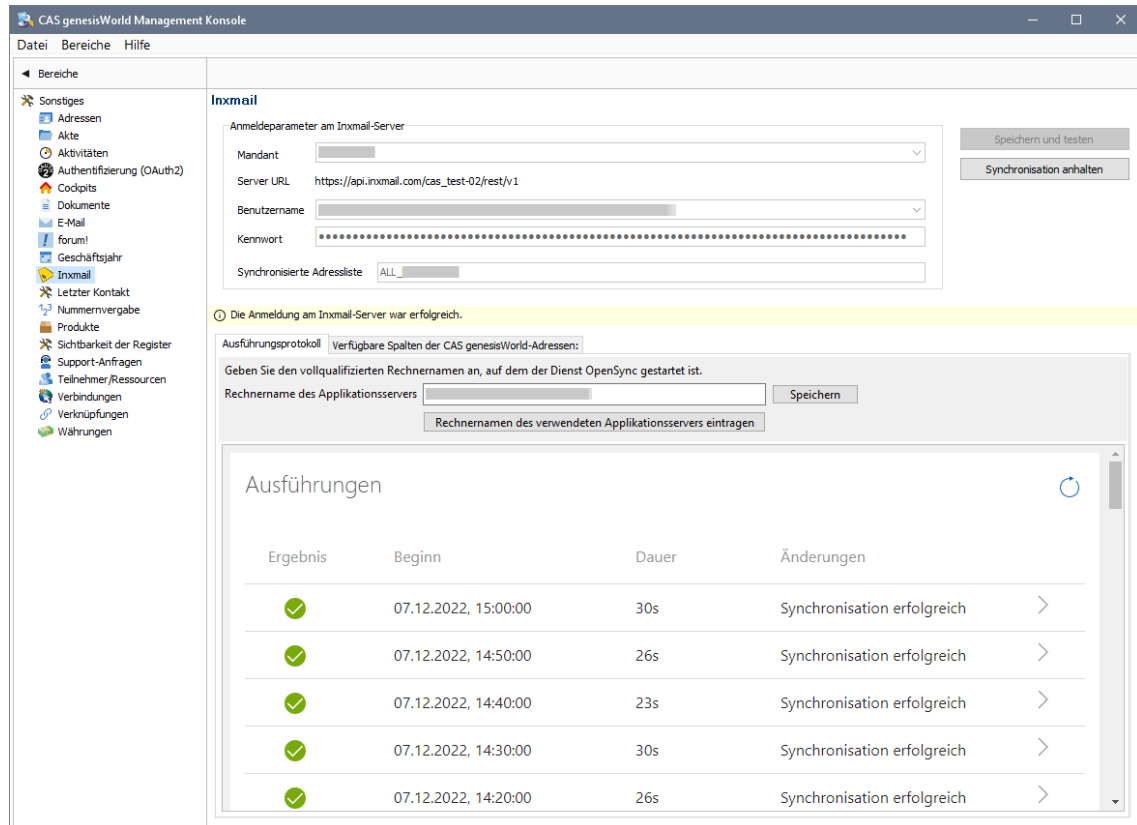 CAS genesisWorld Management Konsole
Datei Bereiche Hilfe
Bereiche
Sonstiges
Adressen
Akte
Aktivitäten
Authentifizierung (OAuth2)
Cockpits
Dokumente
E-Mail
forum!
Geschäftsjahr
Inxmail
Letzter Kontakt
Nummernvergabe
Produkte
Sichtbarkeit der Register
Support-Anfragen
Teilnehmer/Ressourcen
Verbindungen
Verknüpfungen
Währungen
Inxmail
Anmeldeparameter am Inxmail-Server
Mandant
Server URL https://api.inxmail.com/cas_test-02/rest/v1
Benutzername
Kennwort
Synchronisierte Adressliste ALL_
Speichern und testen
Synchronisation anhalten
Die Anmeldung am Inxmail-Server war erfolgreich.
Ausführungsprotokoll Verfügbare Spalten der CAS genesisWorld-Adressen:
Geben Sie den vollqualifizierten Rechnernamen an, auf dem der Dienst OpenSync gestartet ist.
Rechnername des Applikationsservers Speichern
Rechnernamen des verwendeten Applikationsservers eintragen
Ausführungen
Ergebnis Beginn Dauer Änderungen
07.12.2022, 15:00:00 30s Synchronisation erfolgreich
07.12.2022, 14:50:00 26s Synchronisation erfolgreich
07.12.2022, 14:40:00 23s Synchronisation erfolgreich
07.12.2022, 14:30:00 30s Synchronisation erfolgreich
07.12.2022, 14:20:00 26s Synchronisation erfolgreich